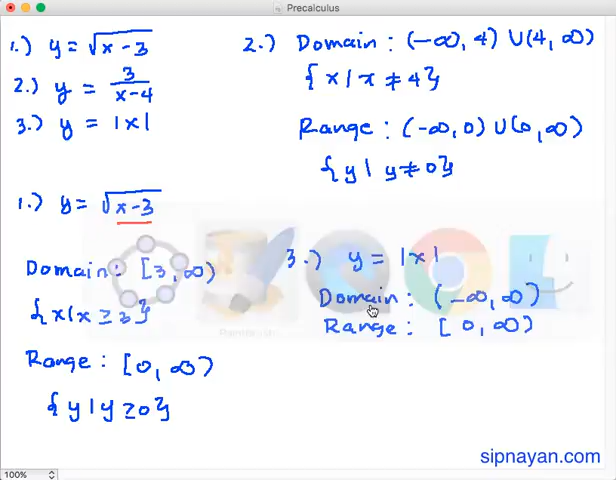 Precalculus
1.) y = √(x-3)
2.) y = 3/(x-4)
3.) y = |x|
1.) y = √(x-3)
Domain: [3, ∞)
{x|x ≥ 3}
Range: [0, ∞)
{y|y ≥ 0}
2.) Domain: (-∞, 4) ∪ (4, ∞)
{x|x ≠ 4}
Range: (-∞, 0) ∪ (0, ∞)
{y|y ≠ 0}
3.) y = |x|
Domain: (-∞, ∞)
Range: [0, ∞)
sipnayan.com
100%